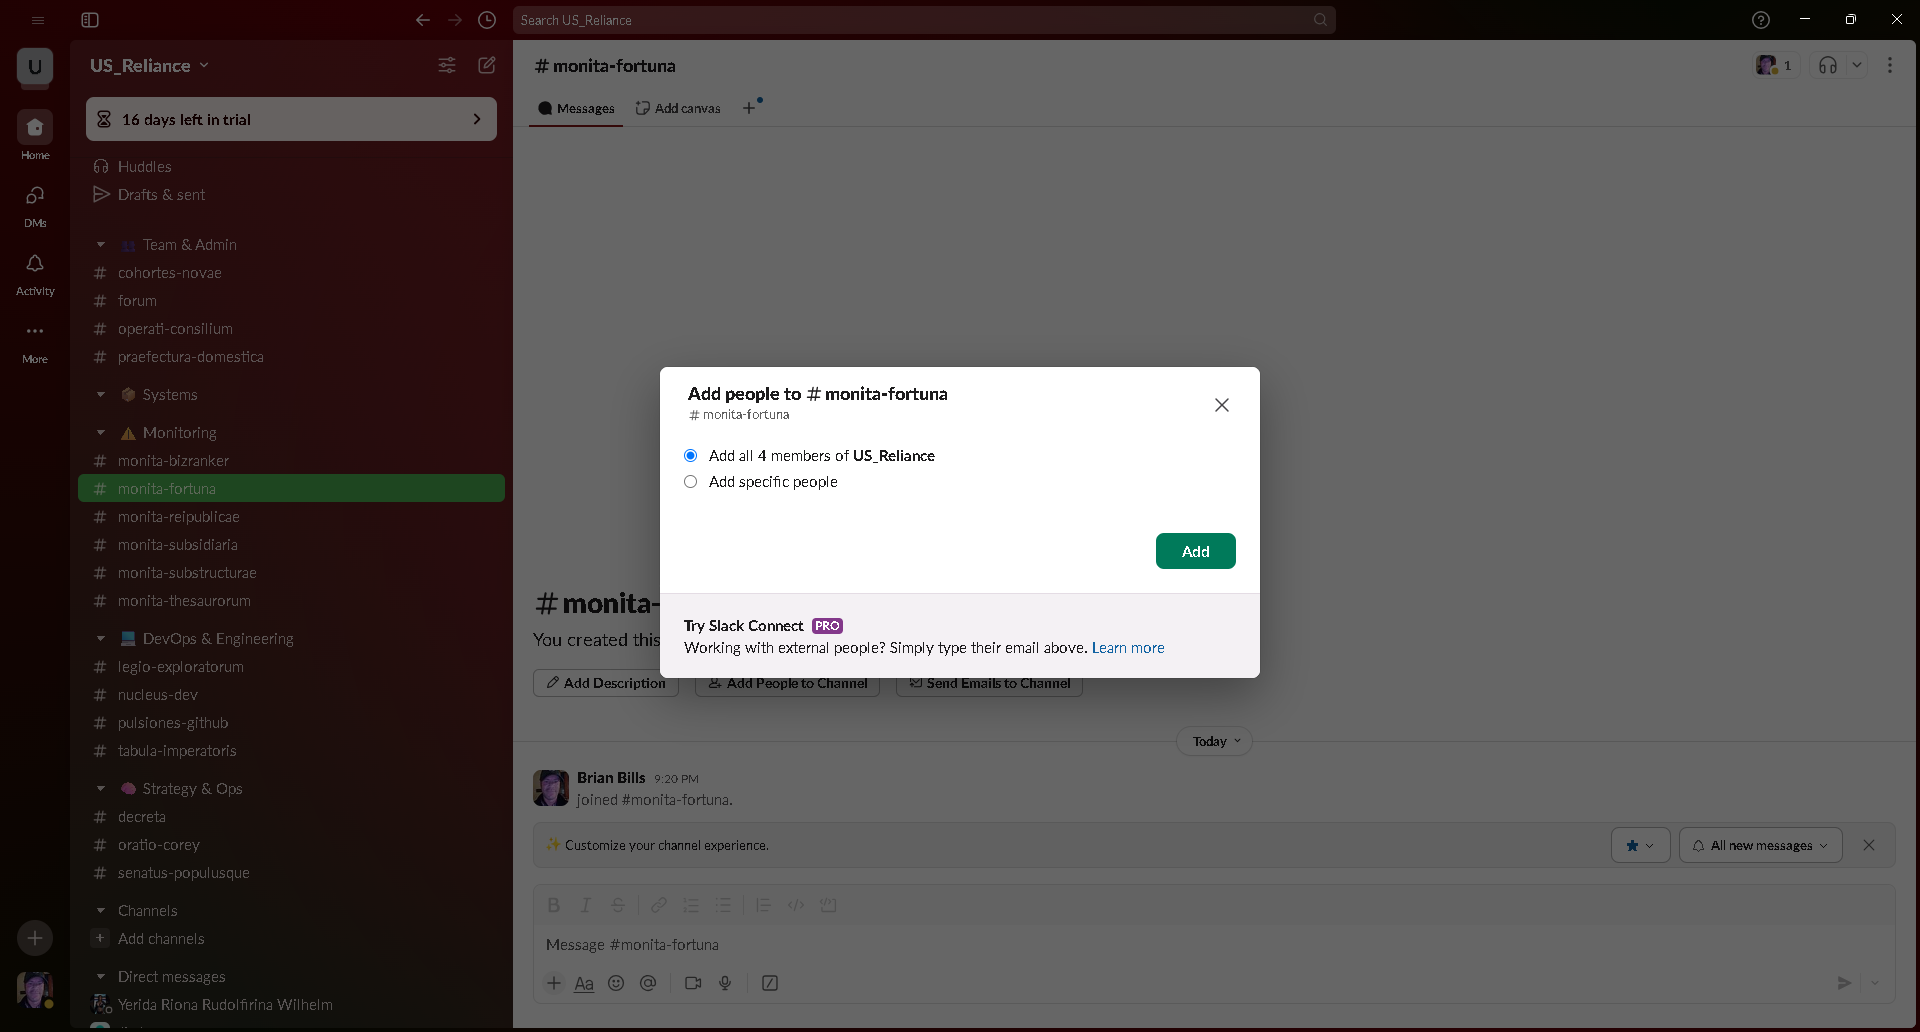 Search US_Reliance
U
US_Reliance
16 days left in trial
Home
Huddles
Drafts & sent
DMs
Team & Admin
# cohortes-novae
Activity
# forum
# operati-consilium
More
# praefectura-domestica
Systems
Monitoring
# monita-bizranker
# monita-fortuna
# monita-reipublicae
# monita-subsidiaria
# monita-substructurae
# monita-thesaurorum
DevOps & Engineering
# legio-exploratorum
# nucleus-dev
# pulsiones-github
# tabula-imperatoris
Strategy & Ops
# decreta
# oratio-corey
# senatus-populusque
Channels
+ Add channels
Direct messages
Yerida Riona Rudolfirina Wilhelm
# monita-fortuna
1
Messages Add canvas +
Add people to # monita-fortuna
# monita-fortuna
Add all 4 members of US_Reliance
Add specific people
Add
Try Slack Connect PRO
Working with external people? Simply type their email above. Learn more
# monita-
You created this
Add Description Add People to Channel Send Emails to Channel
Today
Brian Bills 9:20 PM
joined #monita-fortuna.
Customize your channel experience.
All new messages
Message #monita-fortuna
Aa